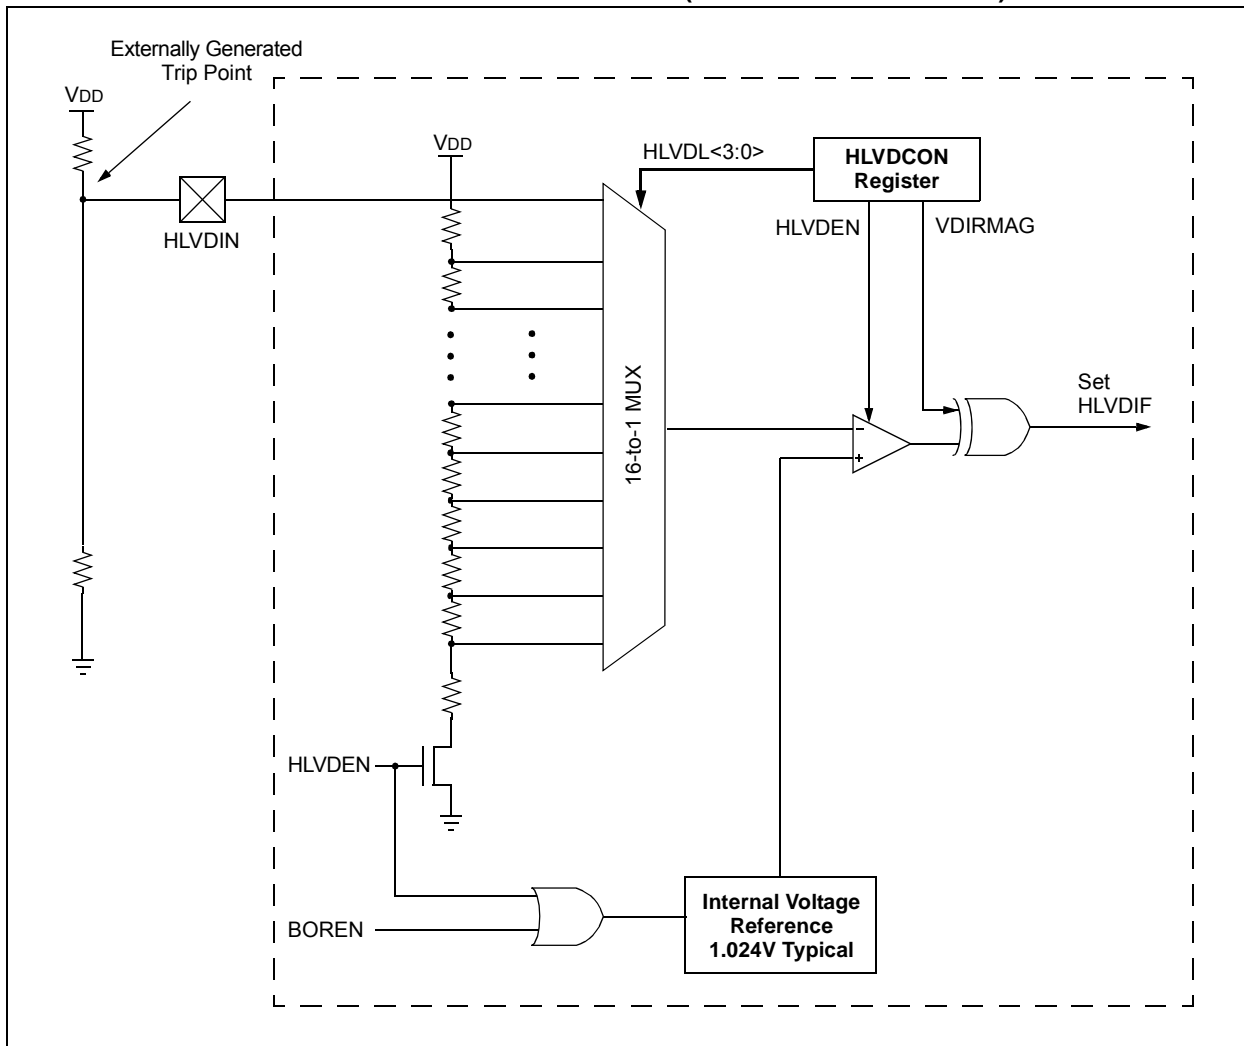 Externally Generated
Trip Point
VDD
VDD
HLVDL<3:0>
HLVDCON
Register
HLVDIN
HLVDEN
VDIRMAG
16-to-1 MUX
Set
HLVDIF
–
+
HLVDEN
BOREN
Internal Voltage
Reference
1.024V Typical